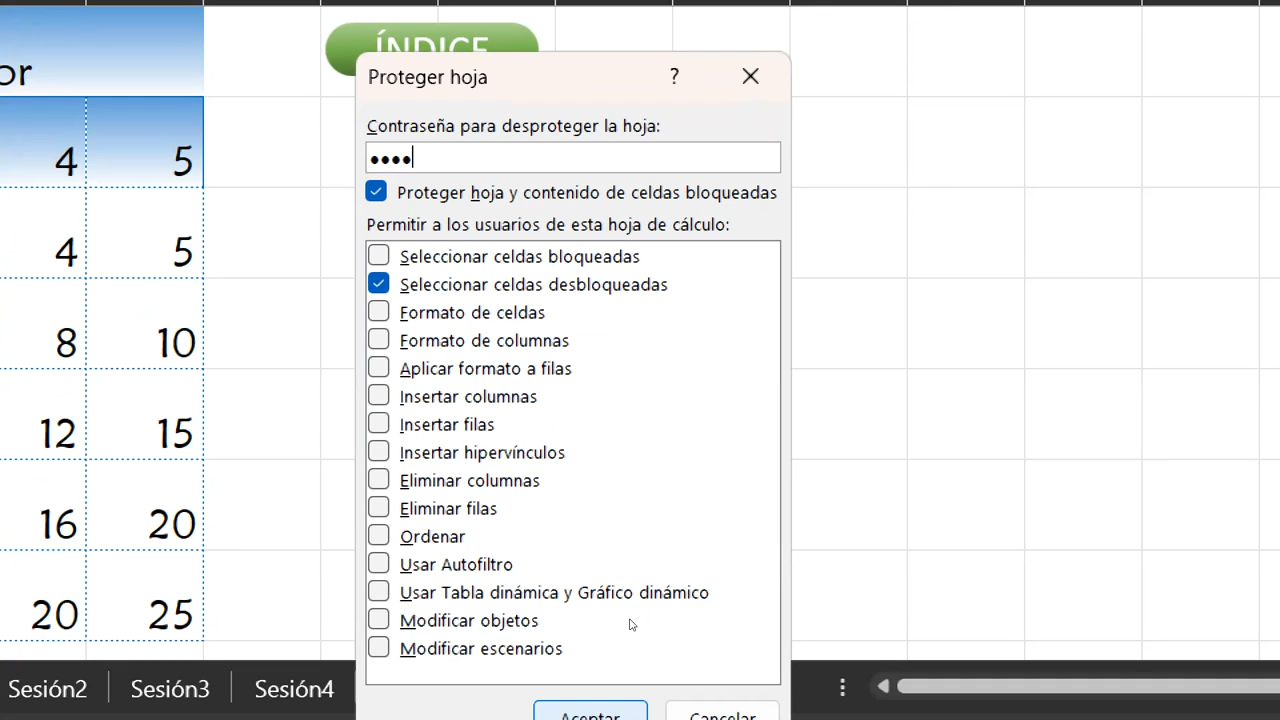 or
ÍNDICE
4 5
4 5
8 10
12 15
16 20
20 25
Proteger hoja ?
Contraseña para desproteger la hoja:
••••
Proteger hoja y contenido de celdas bloqueadas
Permitir a los usuarios de esta hoja de cálculo:
Seleccionar celdas bloqueadas
Seleccionar celdas desbloqueadas
Formato de celdas
Formato de columnas
Aplicar formato a filas
Insertar columnas
Insertar filas
Insertar hipervínculos
Eliminar columnas
Eliminar filas
Ordenar
Usar Autofiltro
Usar Tabla dinámica y Gráfico dinámico
Modificar objetos
Modificar escenarios
Aceptar Cancelar
Sesión2 Sesión3 Sesión4